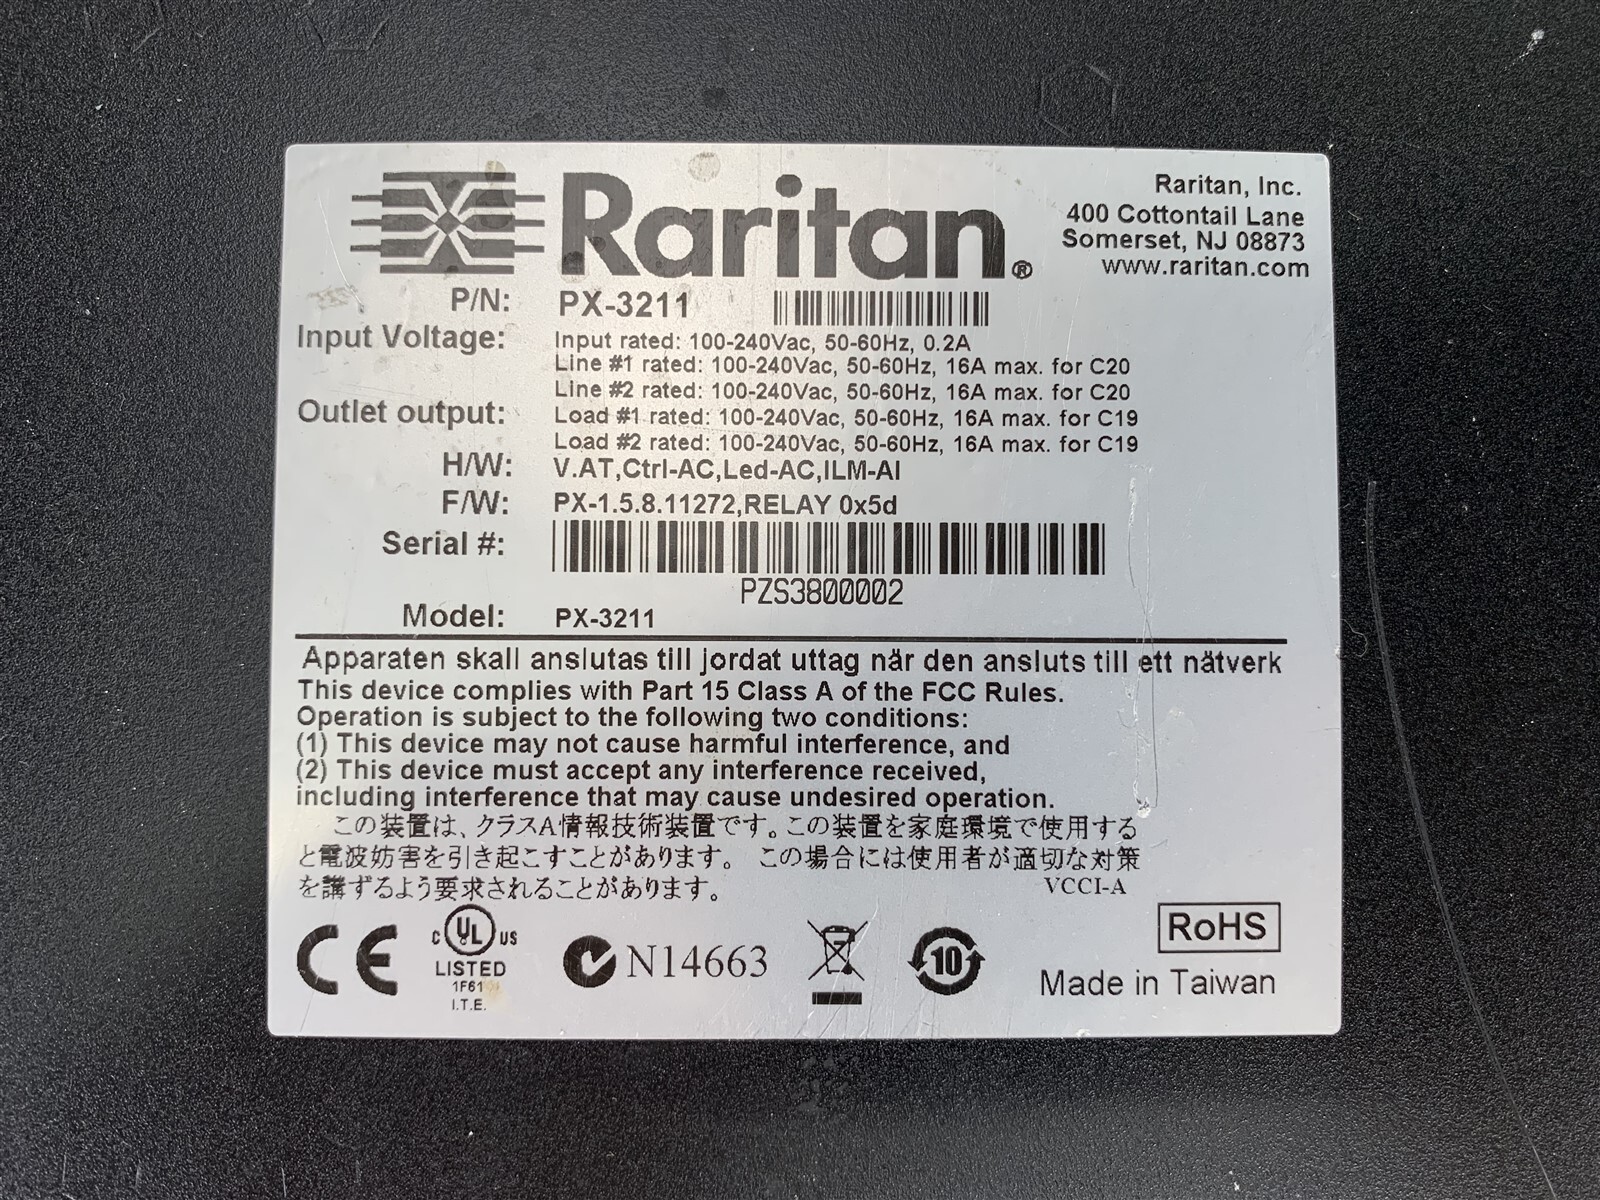 Raritan®
Raritan, Inc.
400 Cottontail Lane
Somerset, NJ 08873
www.raritan.com
P/N: PX-3211
Input Voltage: Input rated: 100-240Vac, 50-60Hz, 0.2A
Line #1 rated: 100-240Vac, 50-60Hz, 16A max. for C20
Line #2 rated: 100-240Vac, 50-60Hz, 16A max. for C20
Outlet output: Load #1 rated: 100-240Vac, 50-60Hz, 16A max. for C19
Load #2 rated: 100-240Vac, 50-60Hz, 16A max. for C19
H/W: V.AT,Ctrl-AC,Led-AC,ILM-AI
F/W: PX-1.5.8.11272,RELAY 0x5d
Serial #:
PZS3800002
Model: PX-3211
Apparaten skall anslutas till jordat uttag när den ansluts till ett nätverk
This device complies with Part 15 Class A of the FCC Rules.
Operation is subject to the following two conditions:
(1) This device may not cause harmful interference, and
(2) This device must accept any interference received,
including interference that may cause undesired operation.
この装置は、クラスA情報技術装置です。この装置を家庭環境で使用する
と電波妨害を引き起こすことがあります。 この場合には使用者が適切な対策
を講ずるよう要求されることがあります。 VCCI-A
CE
C UL US
LISTED
I.T.E.
N14663
10
RoHS
Made in Taiwan